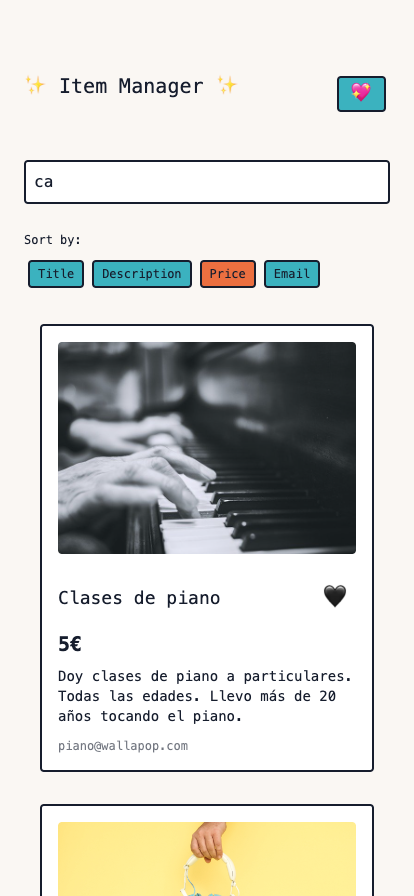 ✨ Item Manager ✨
💖
ca
Sort by:
Title Description Price Email
Clases de piano 🖤
5€
Doy clases de piano a particulares.
Todas las edades. Llevo más de 20
años tocando el piano.
piano@wallapop.com